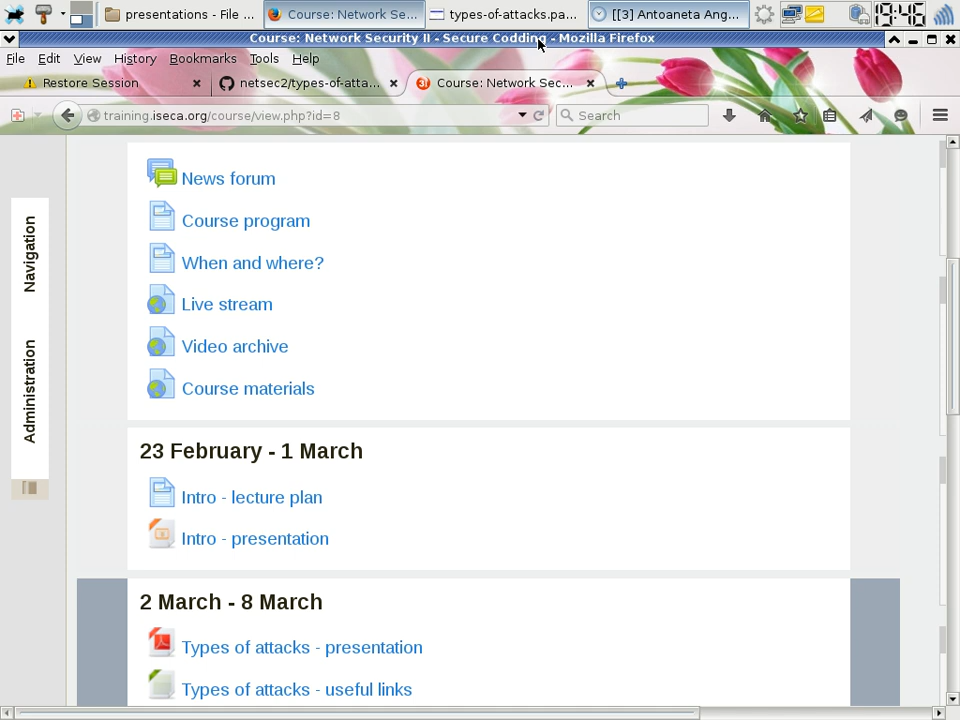 presentations - File ...
Course: Network Se...
types-of-attacks.pa...
[[3] Antoaneta Ang...
19:46
Course: Network Security II - Secure Codding - Mozilla Firefox
File Edit View History Bookmarks Tools Help
Restore Session
netsec2/types-of-atta...
Course: Network Sec...
training.iseca.org/course/view.php?id=8
Search
Navigation
Administration
News forum
Course program
When and where?
Live stream
Video archive
Course materials
23 February - 1 March
Intro - lecture plan
Intro - presentation
2 March - 8 March
Types of attacks - presentation
Types of attacks - useful links